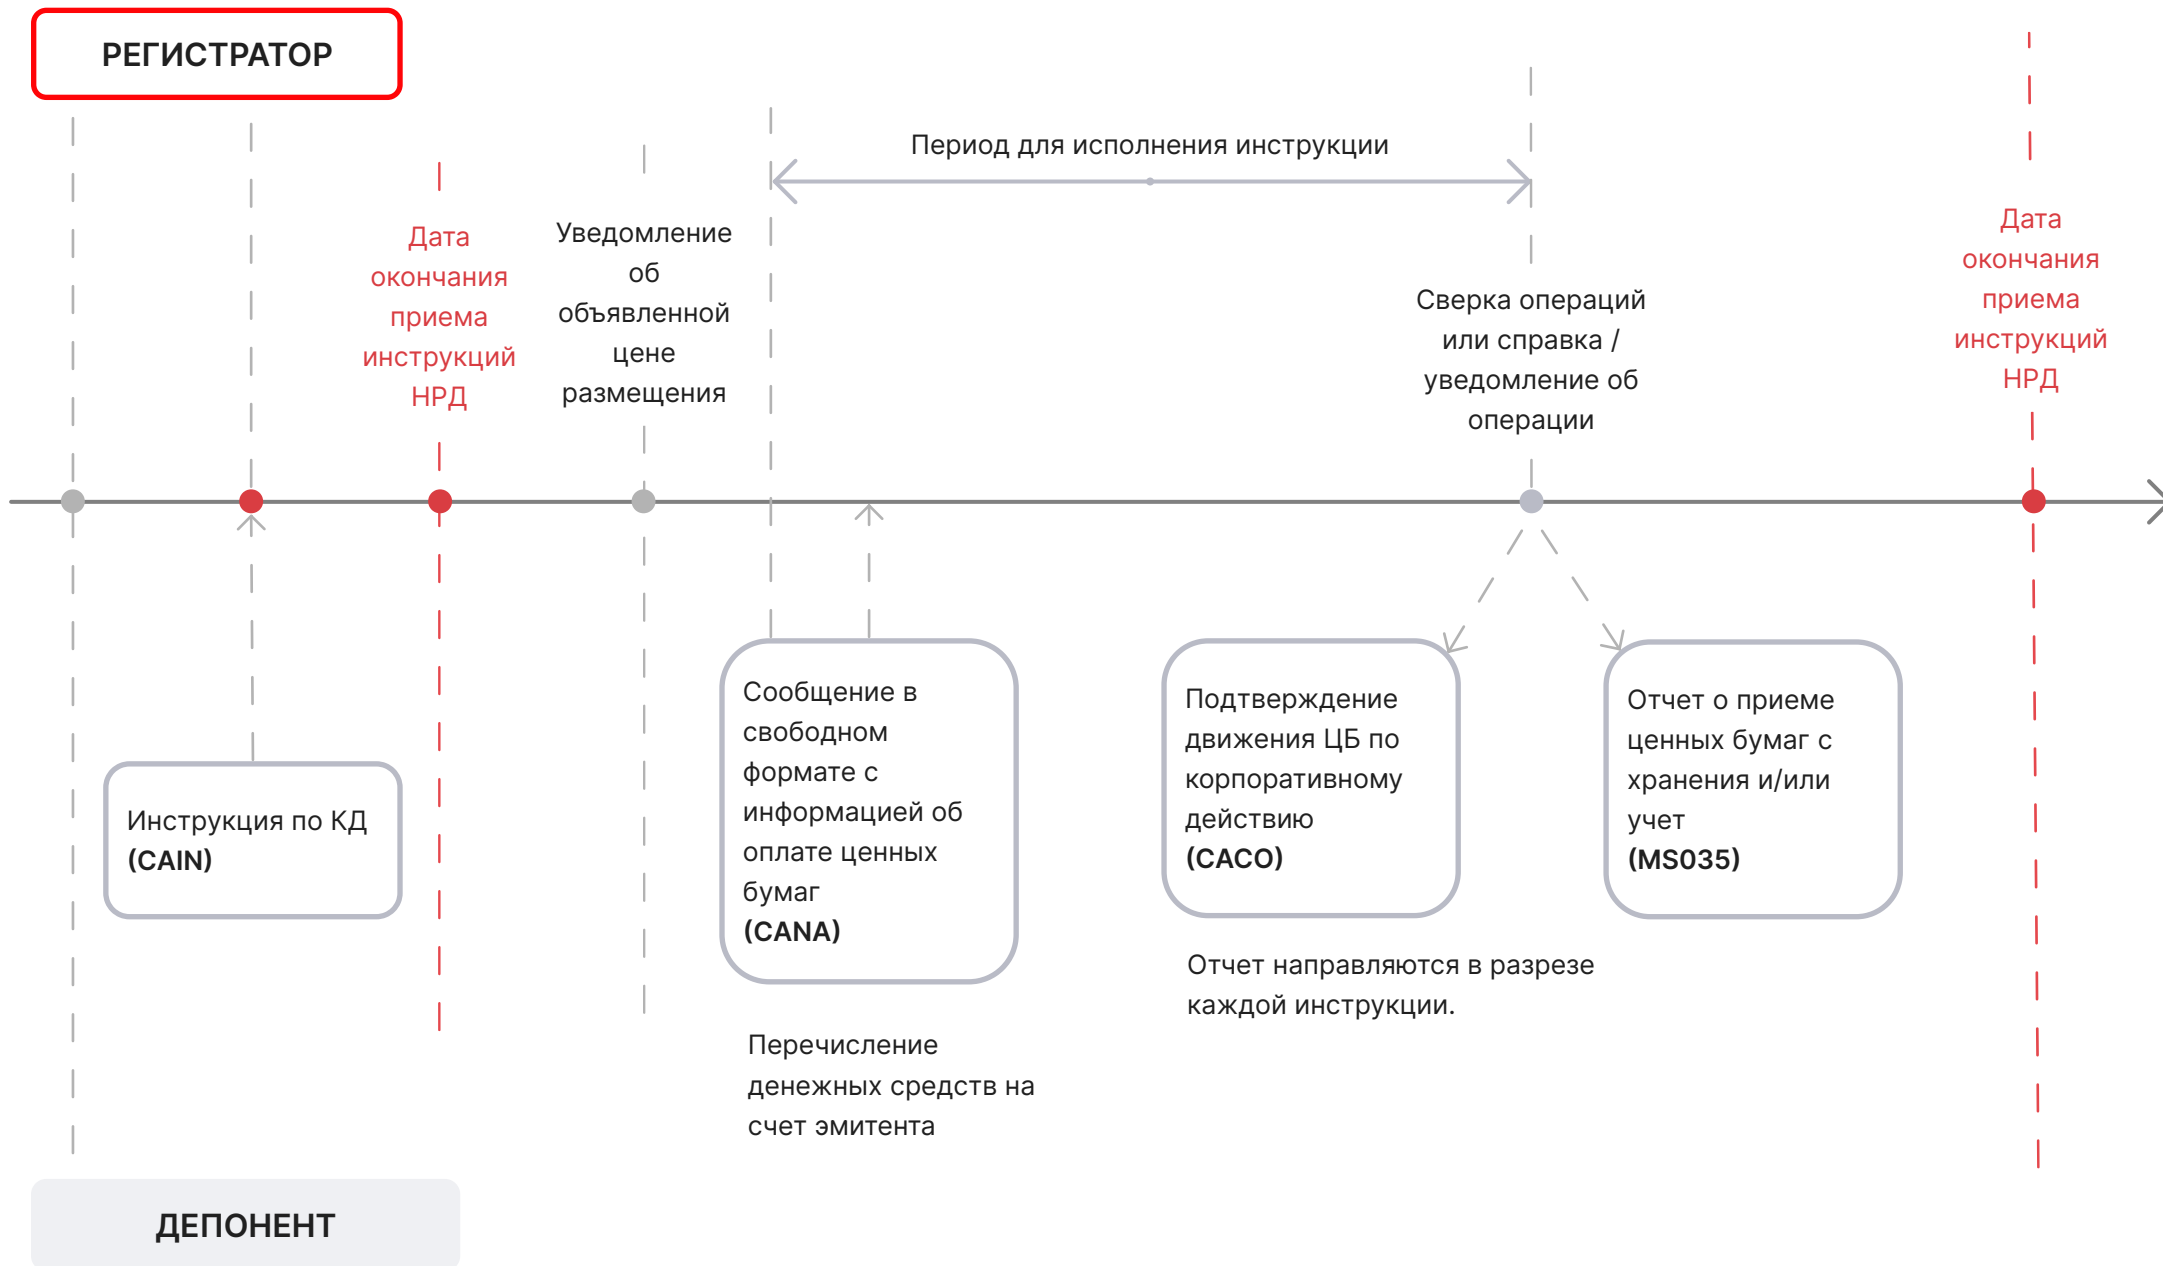 РЕГИСТРАТОР
Период для исполнения инструкции
Дата
окончания
приема
инструкций
НРД
Уведомление
об
объявленной
цене
размещения
Сверка операций
или справка /
уведомление об
операции
Дата
окончания
приема
инструкций
НРД
Инструкция по КД
(CAIN)
Сообщение в
свободном
формате с
информацией об
оплате ценных
бумаг
(CANA)
Перечисление
денежных средств на
счет эмитента
Подтверждение
движения ЦБ по
корпоративному
действию
(CACO)
Отчет о приеме
ценных бумаг с
хранения и/или
учет
(MS035)
Отчет направляются в разрезе
каждой инструкции.
ДЕПОНЕНТ